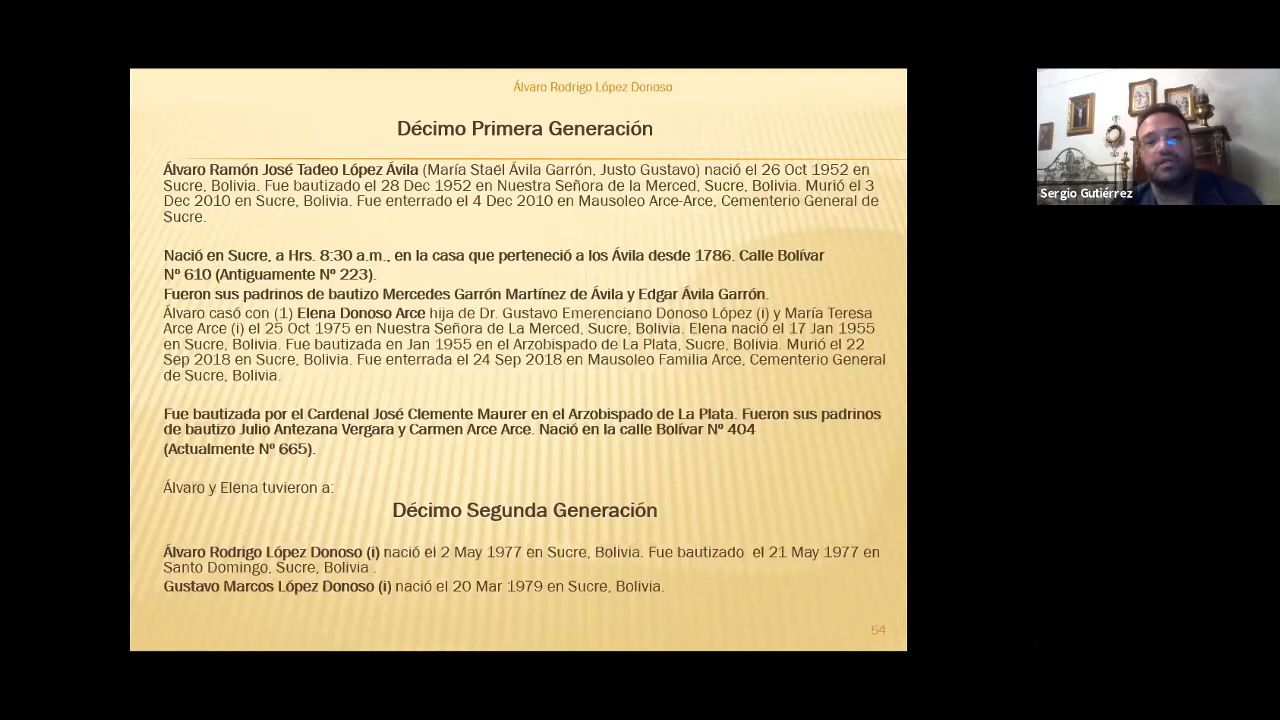 Álvaro Rodrigo López Donoso
Décimo Primera Generación
Álvaro Ramón José Tadeo López Ávila (María Staël Ávila Garrón, Justo Gustavo) nació el 26 Oct 1952 en
Sucre, Bolivia. Fue bautizado el 28 Dec 1952 en Nuestra Señora de la Merced, Sucre, Bolivia. Murió el 3
Dec 2010 en Sucre, Bolivia. Fue enterrado el 4 Dec 2010 en Mausoleo Arce-Arce, Cementerio General de
Sucre.
Nació en Sucre, a Hrs. 8:30 a.m., en la casa que perteneció a los Ávila desde 1786. Calle Bolívar
Nº 610 (Antiguamente Nº 223).
Fueron sus padrinos de bautizo Mercedes Garrón Martínez de Ávila y Edgar Ávila Garrón.
Álvaro casó con (1) Elena Donoso Arce hija de Dr. Gustavo Emerenciano Donoso López (i) y María Teresa
Arce Arce (i) el 25 Oct 1975 en Nuestra Señora de La Merced, Sucre, Bolivia. Elena nació el 17 Jan 1955
en Sucre, Bolivia. Fue bautizada en Jan 1955 en el Arzobispado de La Plata, Sucre, Bolivia. Murió el 22
Sep 2018 en Sucre, Bolivia. Fue enterrada el 24 Sep 2018 en Mausoleo Familia Arce, Cementerio General
de Sucre, Bolivia.
Fue bautizada por el Cardenal José Clemente Maurer en el Arzobispado de La Plata. Fueron sus padrinos
de bautizo Julio Antezana Vergara y Carmen Arce Arce. Nació en la calle Bolívar Nº 404
(Actualmente Nº 665).
Álvaro y Elena tuvieron a:
Décimo Segunda Generación
Álvaro Rodrigo López Donoso (i) nació el 2 May 1977 en Sucre, Bolivia. Fue bautizado el 21 May 1977 en
Santo Domingo, Sucre, Bolivia .
Gustavo Marcos López Donoso (i) nació el 20 Mar 1979 en Sucre, Bolivia.
54
Sergio Gutiérrez